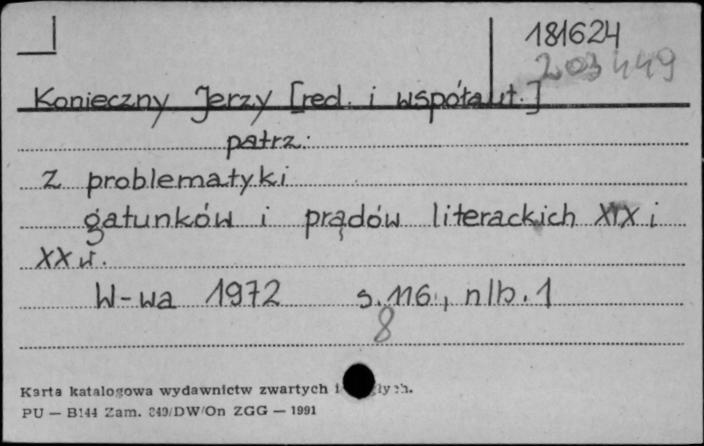 181624
203449
Konieczny Jerzy [red. i współaut.]
patrz:
Z problematyki
gatunków i prądów literackich XIX i
XX w.
W-wa 1972 s. 116, nlb. 1
8
Karta katalogowa wydawnictw zwartych i
PU — B144 Zam. 849/DW/On ZGG — 1991